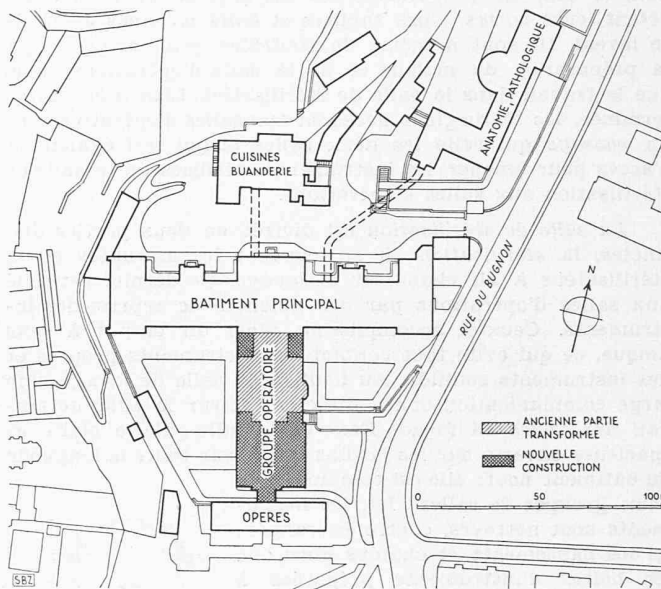 ANATOMIE PATHOLOGIQUE
CUISINES
BUANDERIE
RUE DU BUGNON
N
BATIMENT PRINCIPAL
GROUPE OPERATOIRE
ANCIENNE PARTIE
TRANSFORMEE
NOUVELLE
CONSTRUCTION
0 50 100
OPERES
SBZ